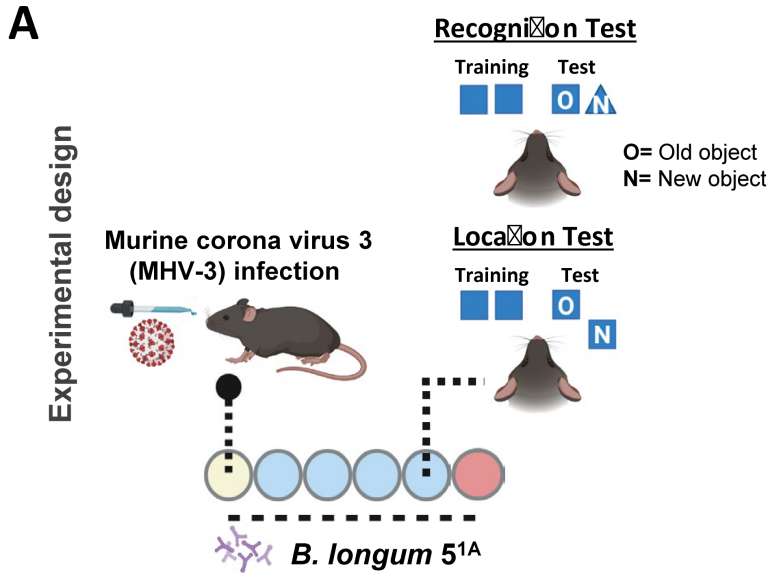 A
Experimental design
Recogni☒on Test
Training Test
O N
O= Old object
N= New object
Murine corona virus 3
(MHV-3) infection
Loca☒on Test
Training Test
O
N
B. longum 5¹ᴬ